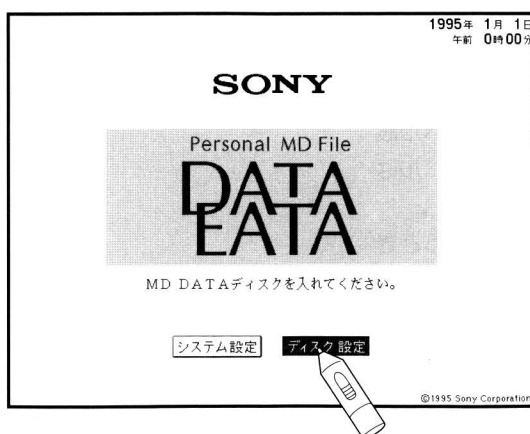 1995年 1月 1日
午前 0時00分
SONY
Personal MD File
DATA
EATA
MD DATAディスクを入れてください。
システム設定 ディスク設定
©1995 Sony Corporation